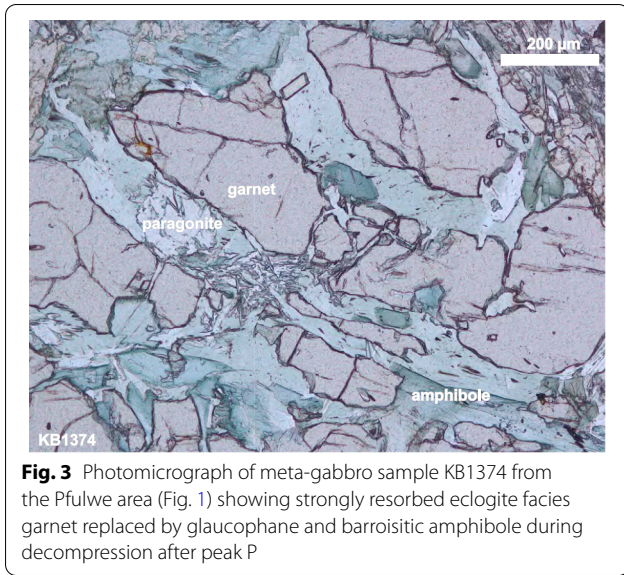 200 µm
garnet
paragonite
amphibole
KB1374
Fig. 3 Photomicrograph of meta-gabbro sample KB1374 from
the Pfulwe area (Fig. 1) showing strongly resorbed eclogite facies
garnet replaced by glaucophane and barroisitic amphibole during
decompression after peak P